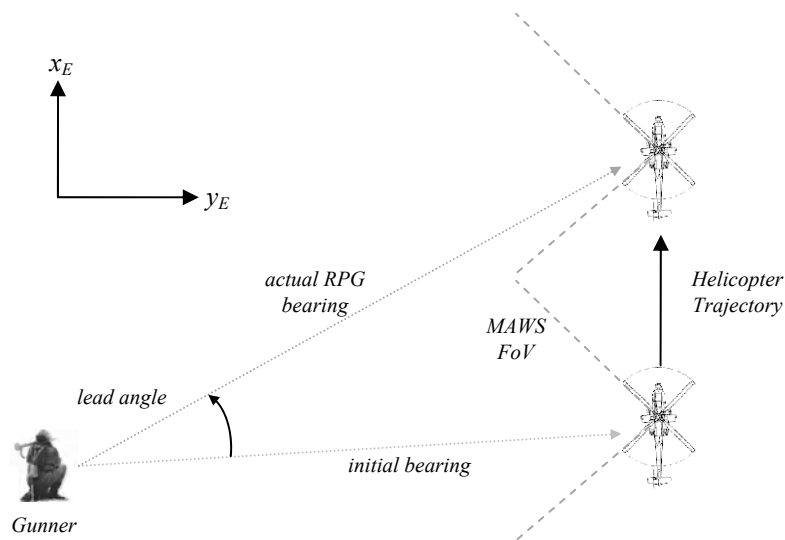 x_E
y_E
actual RPG
bearing
Helicopter
Trajectory
MAWS
FoV
lead angle
initial bearing
Gunner